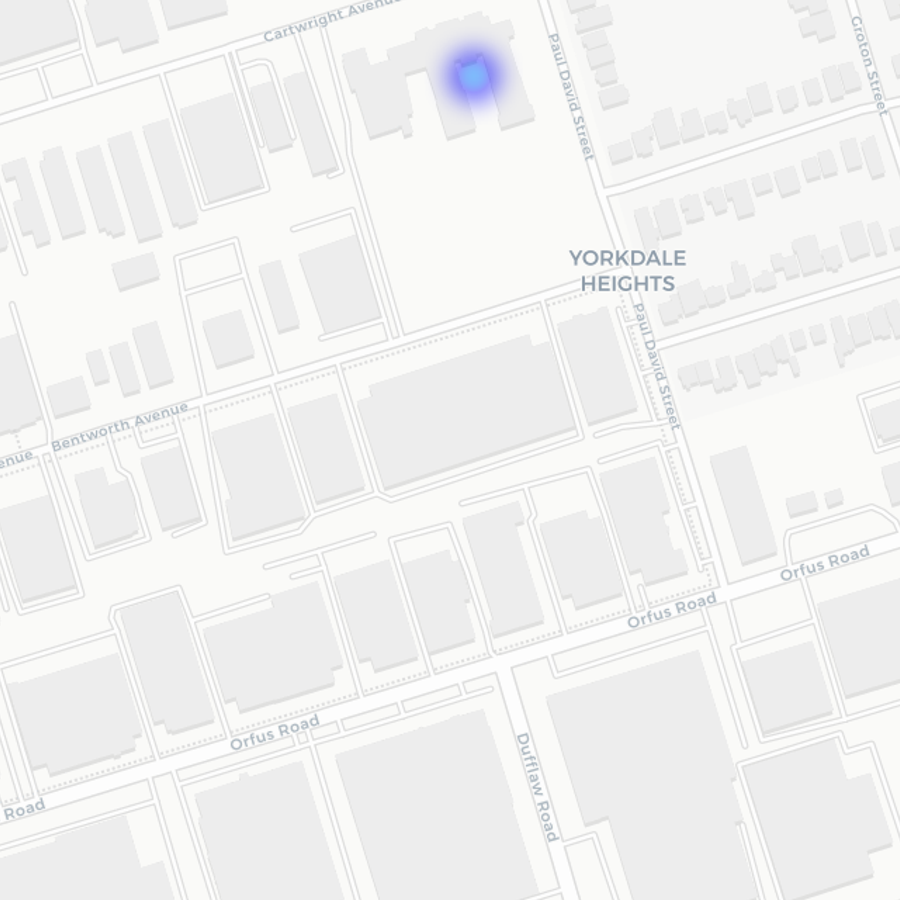 Cartwright Avenue
Paul David Street
Groton Street
YORKDALE
HEIGHTS
Paul David Street
Bentworth Avenue
enue
Orfus Road
Orfus Road
Orfus Road
Dufflaw Road
Road